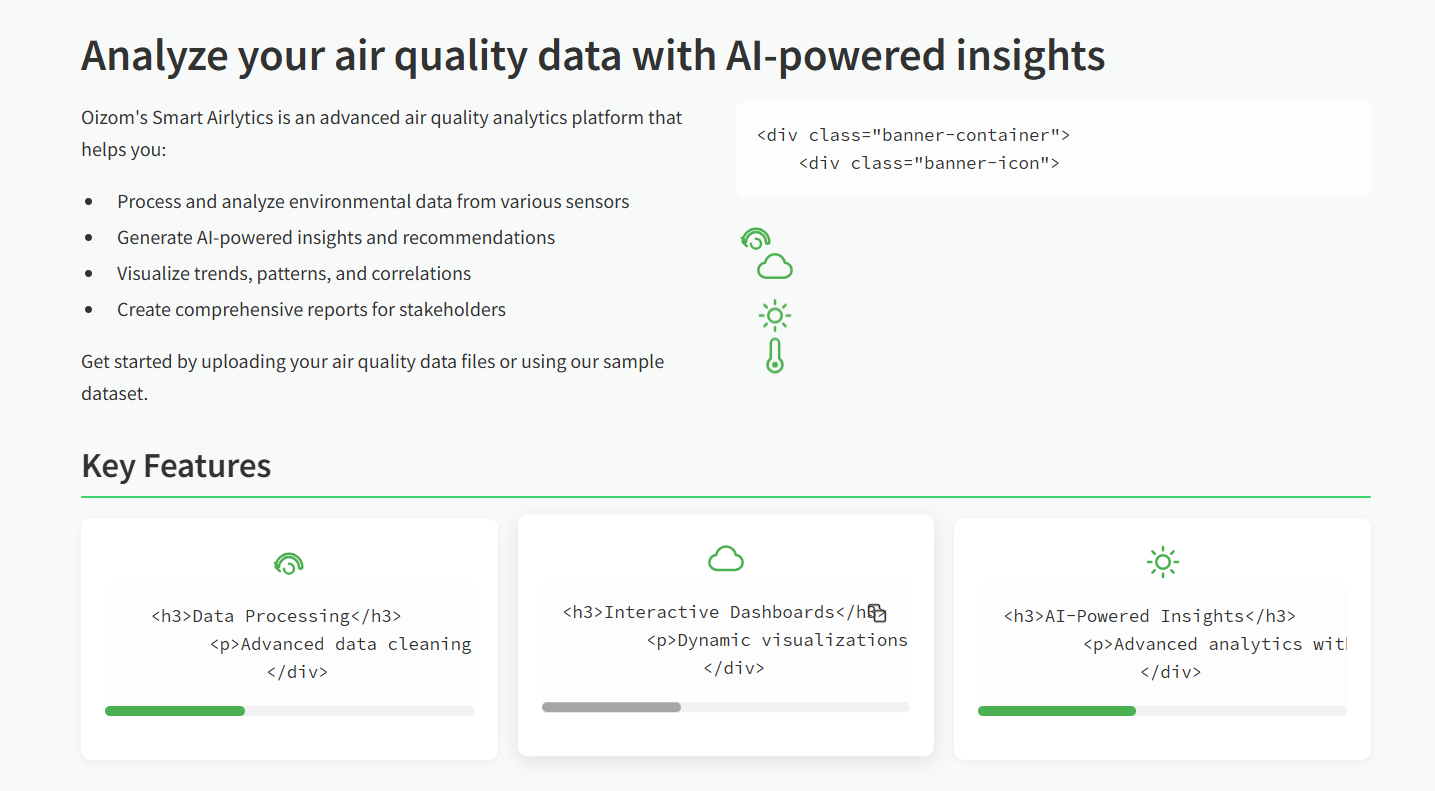 Analyze your air quality data with AI-powered insights
Oizom's Smart Airlytics is an advanced air quality analytics platform that
helps you:
• Process and analyze environmental data from various sensors
• Generate AI-powered insights and recommendations
• Visualize trends, patterns, and correlations
• Create comprehensive reports for stakeholders
Get started by uploading your air quality data files or using our sample
dataset.
<div class="banner-container">
<div class="banner-icon">
Key Features
<h3>Data Processing</h3>
<p>Advanced data cleaning
</div>
<h3>Interactive Dashboards</h3>
<p>Dynamic visualizations
</div>
<h3>AI-Powered Insights</h3>
<p>Advanced analytics with
</div>